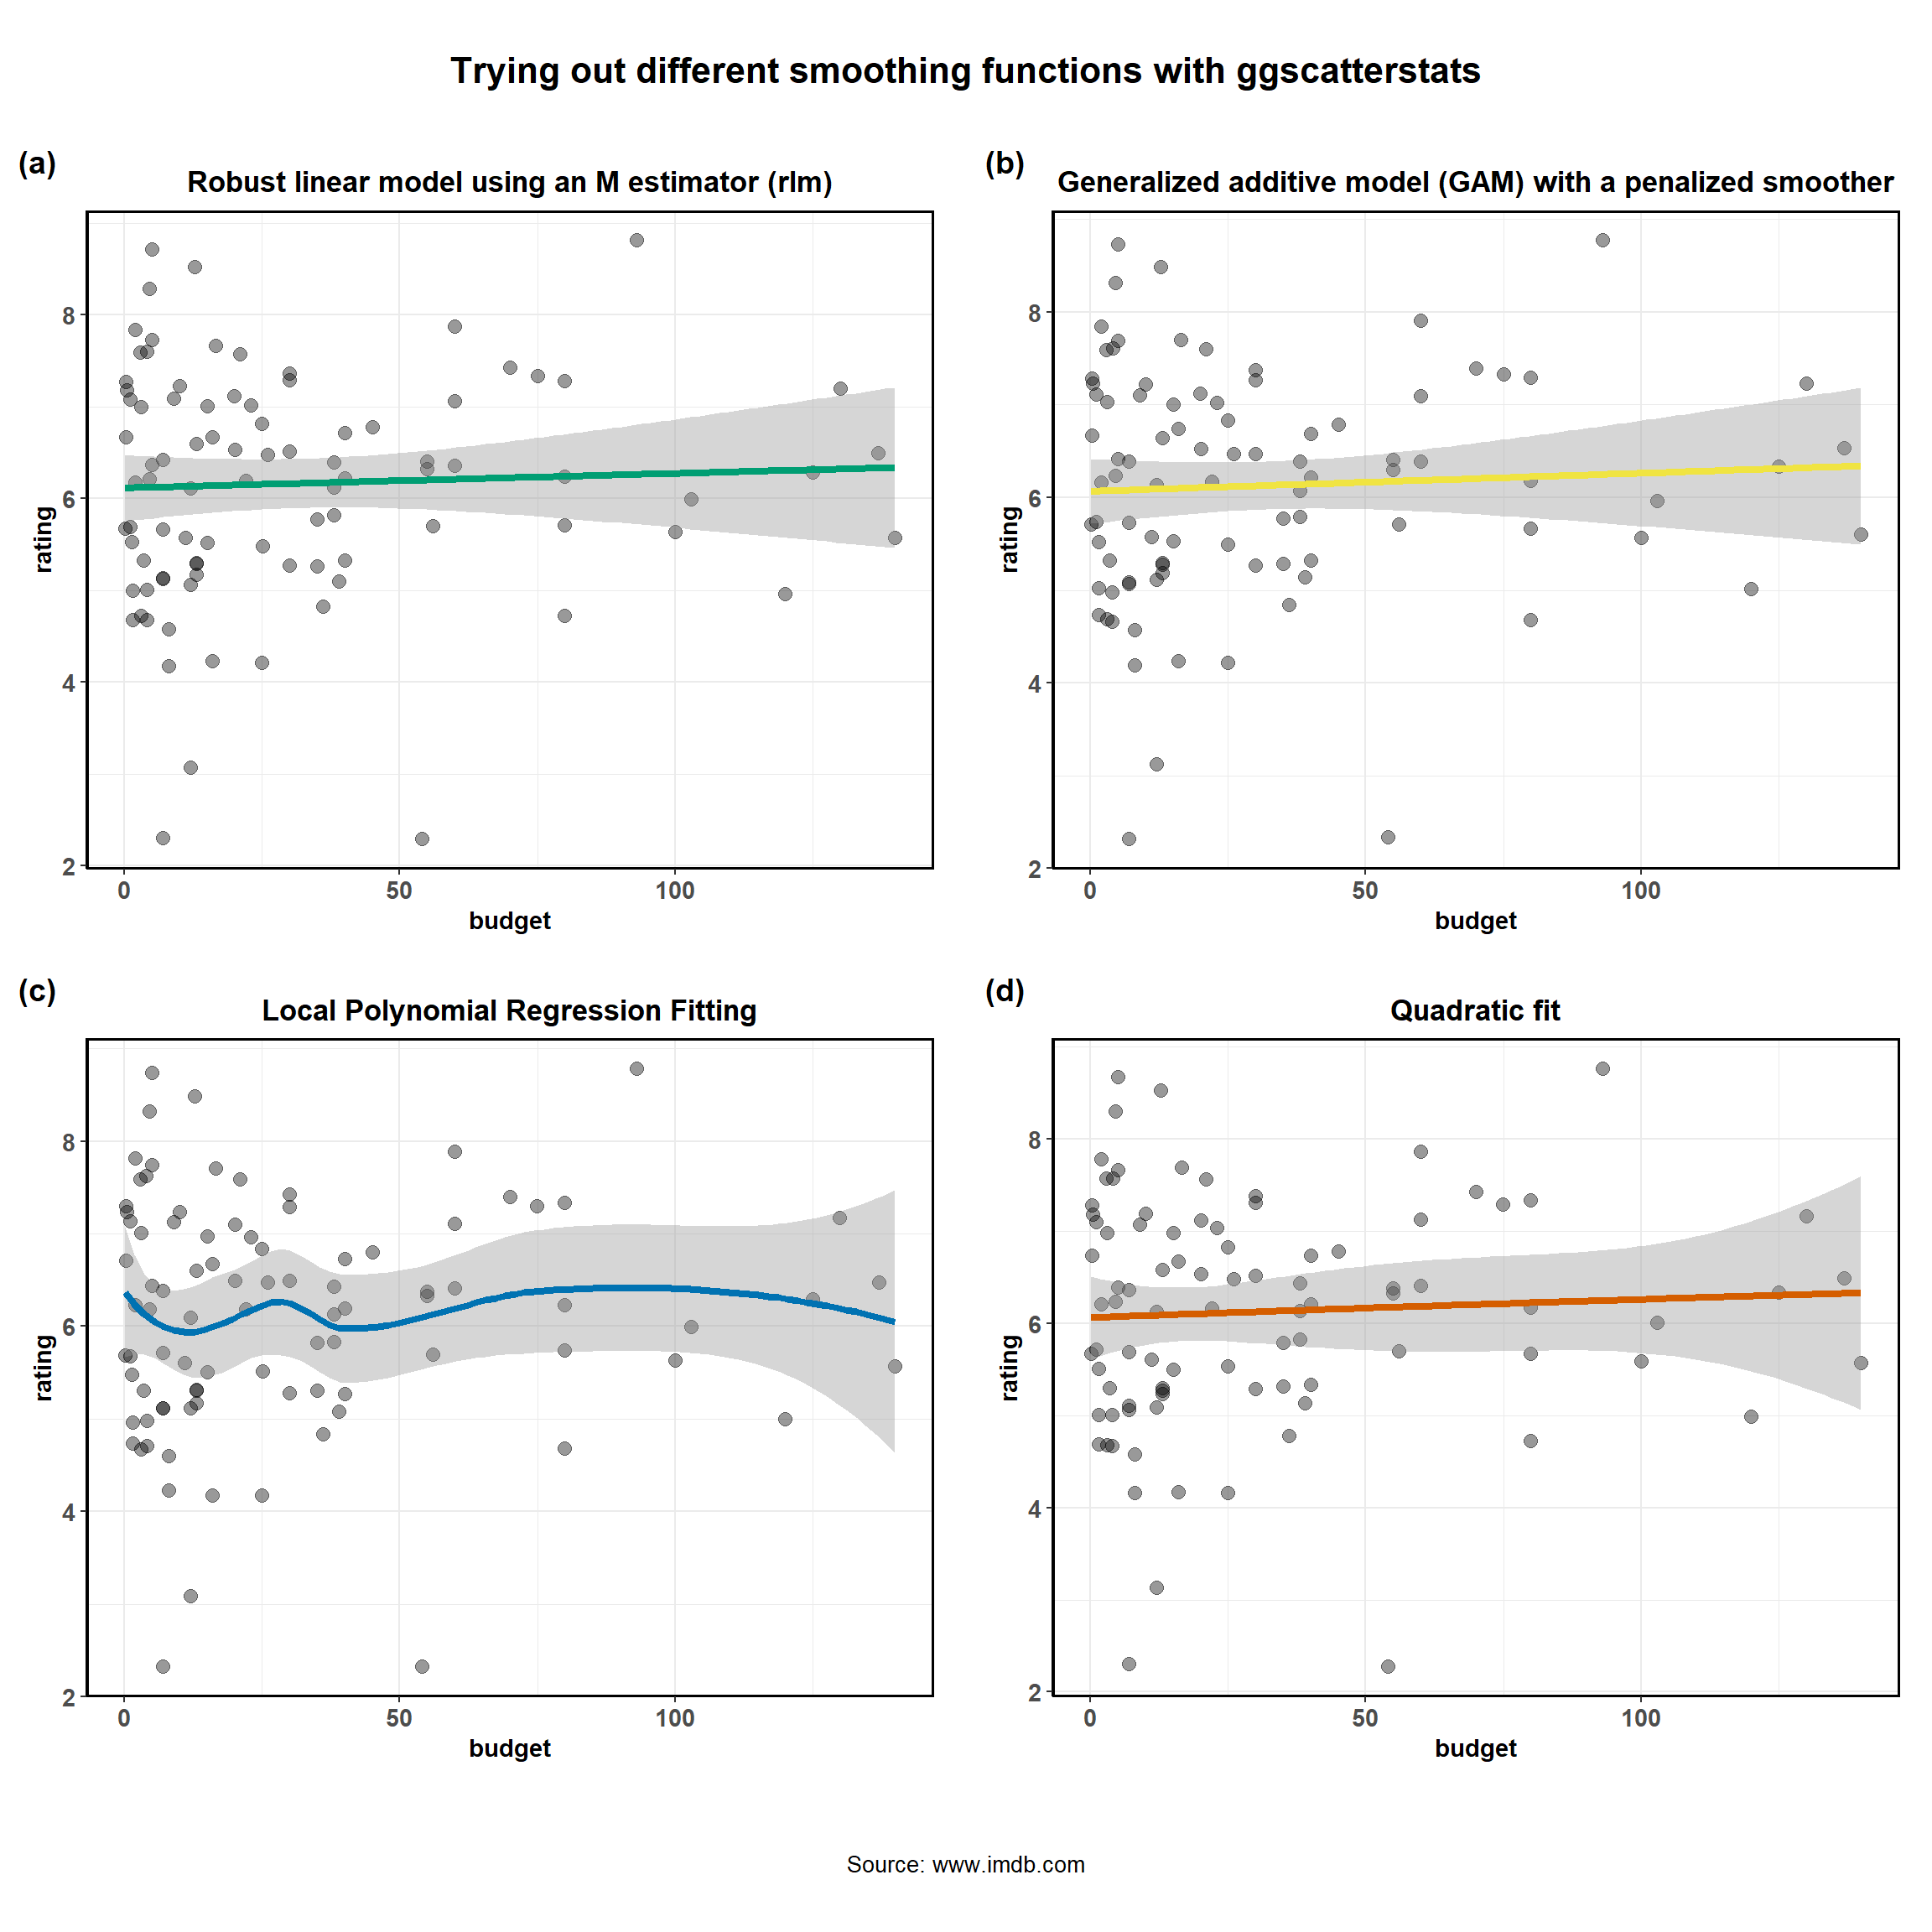 Trying out different smoothing functions with ggscatterstats
(a)
Robust linear model using an M estimator (rlm)
8
6
4
2
rating
0 50 100
budget
(b)
Generalized additive model (GAM) with a penalized smoother
8
6
4
2
rating
0 50 100
budget
(c)
Local Polynomial Regression Fitting
8
6
4
2
rating
0 50 100
budget
(d)
Quadratic fit
8
6
4
2
rating
0 50 100
budget
Source: www.imdb.com